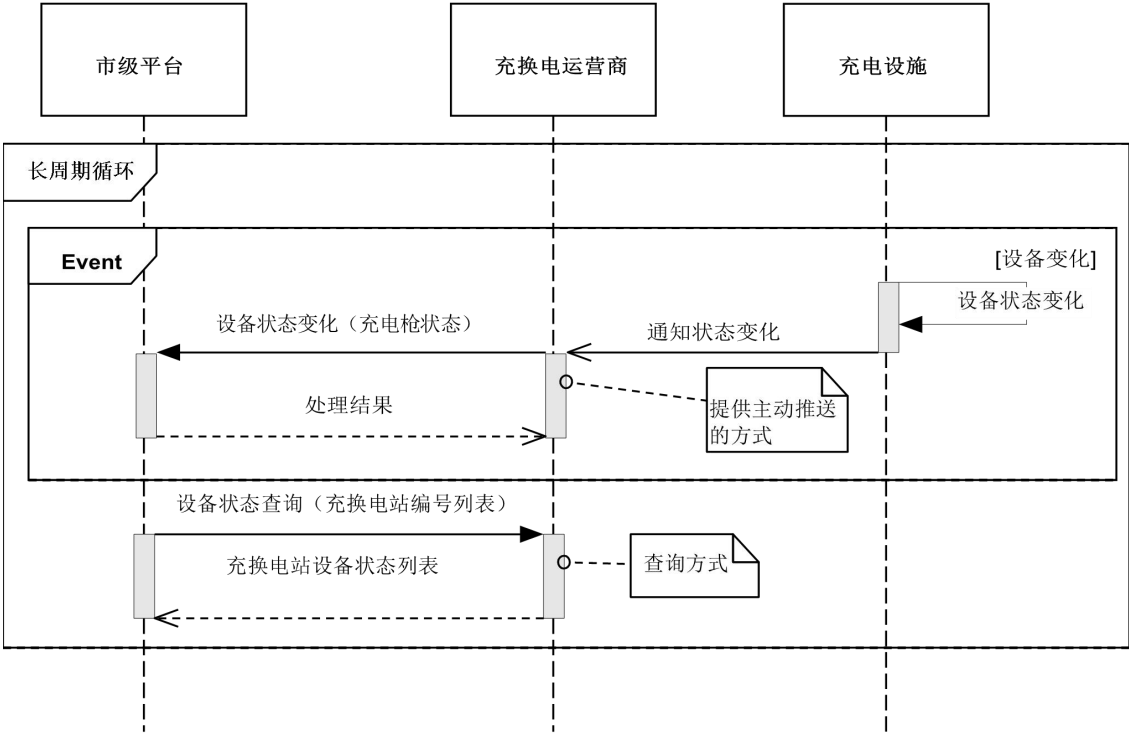 市级平台
充换电运营商
充电设施
长周期循环
Event
[设备变化]
设备状态变化
设备状态变化（充电枪状态）
通知状态变化
处理结果
提供主动推送
的方式
设备状态查询（充换电站编号列表）
充换电站设备状态列表
查询方式